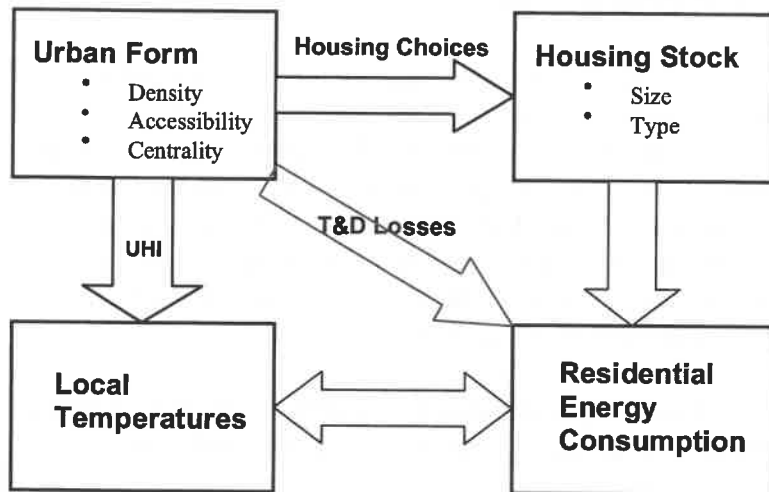 Urban Form
• Density
• Accessibility
• Centrality
Housing Choices
Housing Stock
• Size
• Type
UHI
T&D Losses
Local
Temperatures
Residential
Energy
Consumption